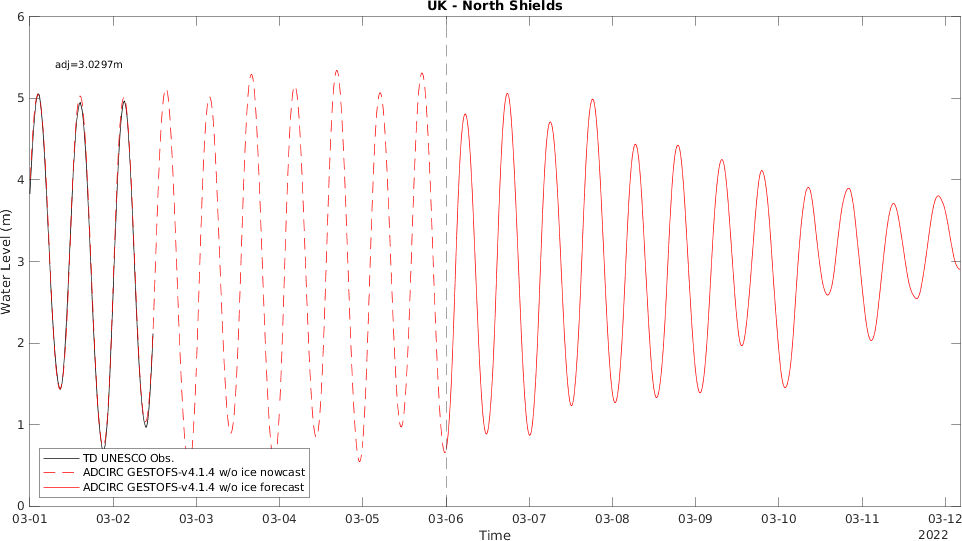 UK - North Shields
adj=3.0297m
Water Level (m)
6
5
4
3
2
1
0
TD UNESCO Obs.
ADCIRC GESTOFS-v4.1.4 w/o ice nowcast
ADCIRC GESTOFS-v4.1.4 w/o ice forecast
03-01 03-02 03-03 03-04 03-05 03-06 03-07 03-08 03-09 03-10 03-11 03-12
Time
2022